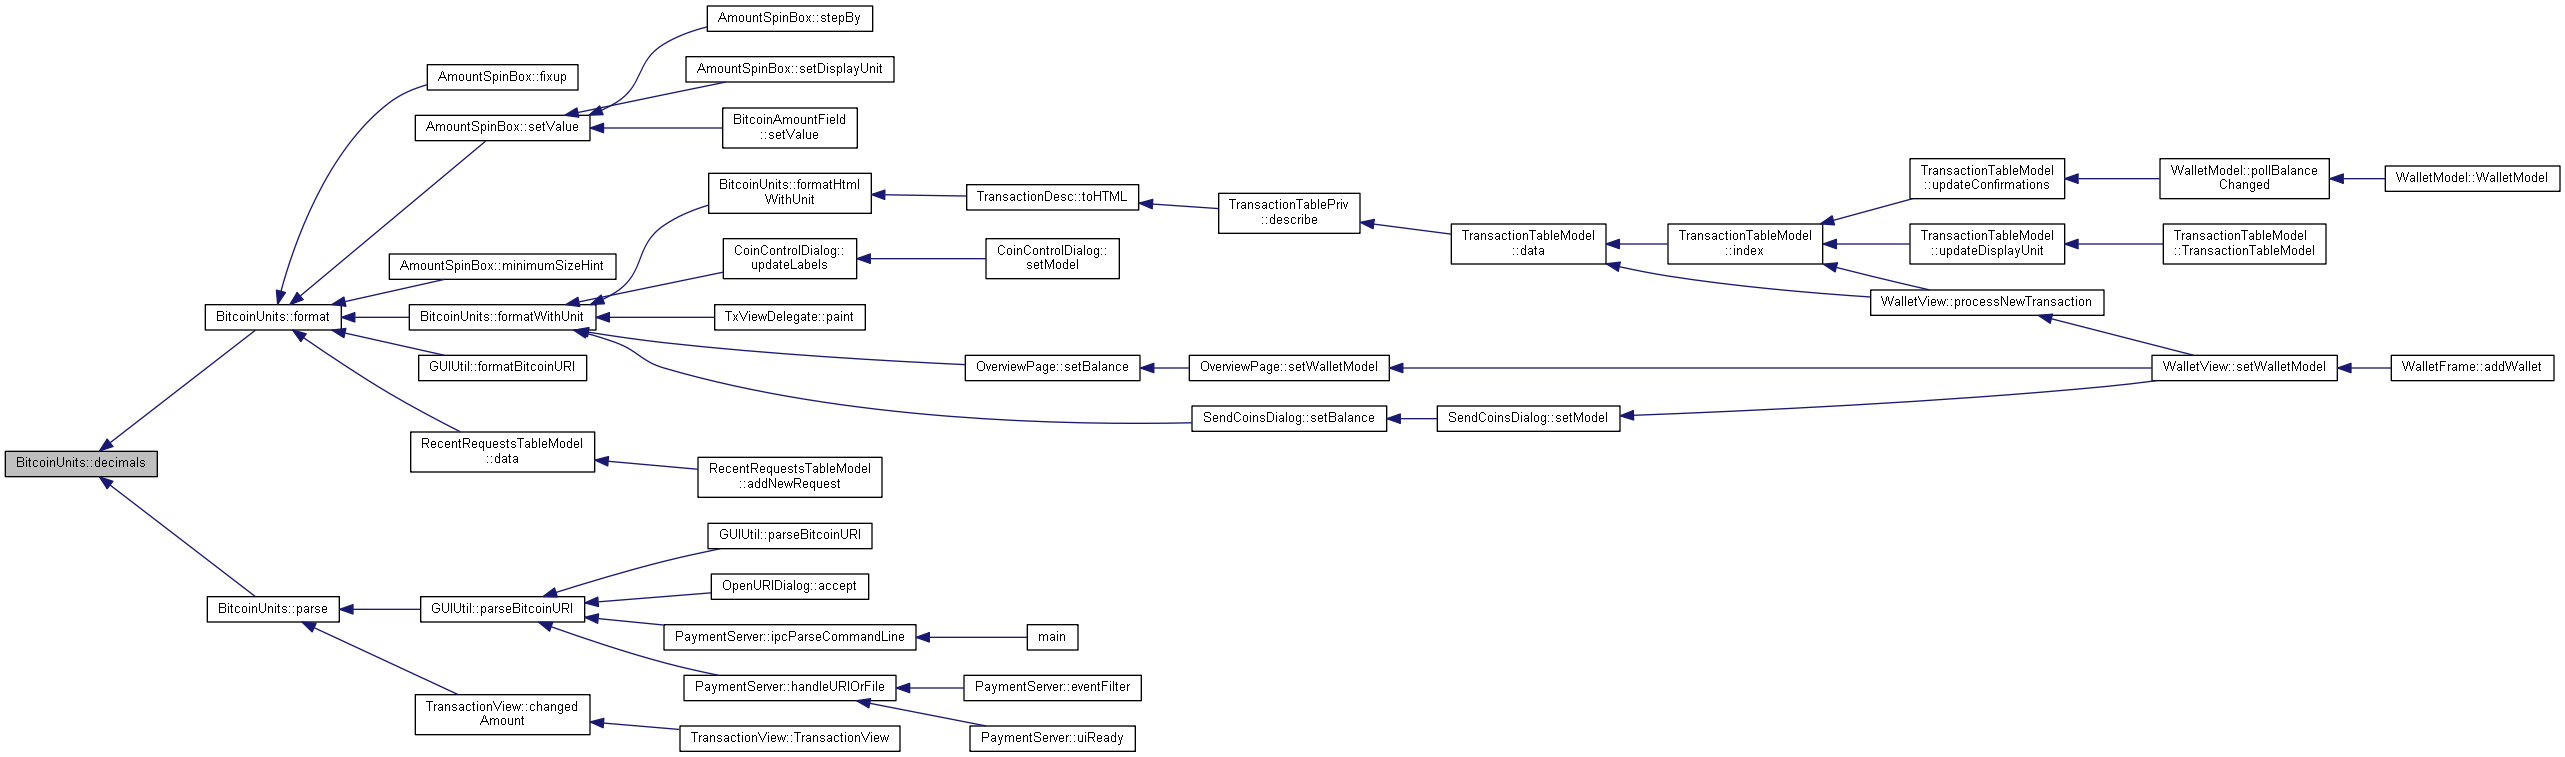 AmountSpinBox::stepBy
AmountSpinBox::setDisplayUnit
AmountSpinBox::fixup
BitcoinAmountField
::setValue
AmountSpinBox::setValue
TransactionTableModel
::updateConfirmations
WalletModel::pollBalance
Changed
WalletModel::WalletModel
BitcoinUnits::formatHtml
WithUnit
TransactionDesc::toHTML
TransactionTablePriv
::describe
TransactionTableModel
::data
TransactionTableModel
::index
TransactionTableModel
::updateDisplayUnit
TransactionTableModel
::TransactionTableModel
CoinControlDialog::
updateLabels
CoinControlDialog::
setModel
AmountSpinBox::minimumSizeHint
WalletView::processNewTransaction
BitcoinUnits::format
BitcoinUnits::formatWithUnit
TxViewDelegate::paint
GUIUtil::formatBitcoinURI
OverviewPage::setBalance
OverviewPage::setWalletModel
WalletView::setWalletModel
WalletFrame::addWallet
SendCoinsDialog::setBalance
SendCoinsDialog::setModel
RecentRequestsTableModel
::data
BitcoinUnits::decimals
RecentRequestsTableModel
::addNewRequest
GUIUtil::parseBitcoinURI
OpenURIDialog::accept
BitcoinUnits::parse
GUIUtil::parseBitcoinURI
PaymentServer::ipcParseCommandLine
main
PaymentServer::handleURIOrFile
PaymentServer::eventFilter
TransactionView::changed
Amount
TransactionView::TransactionView
PaymentServer::uiReady